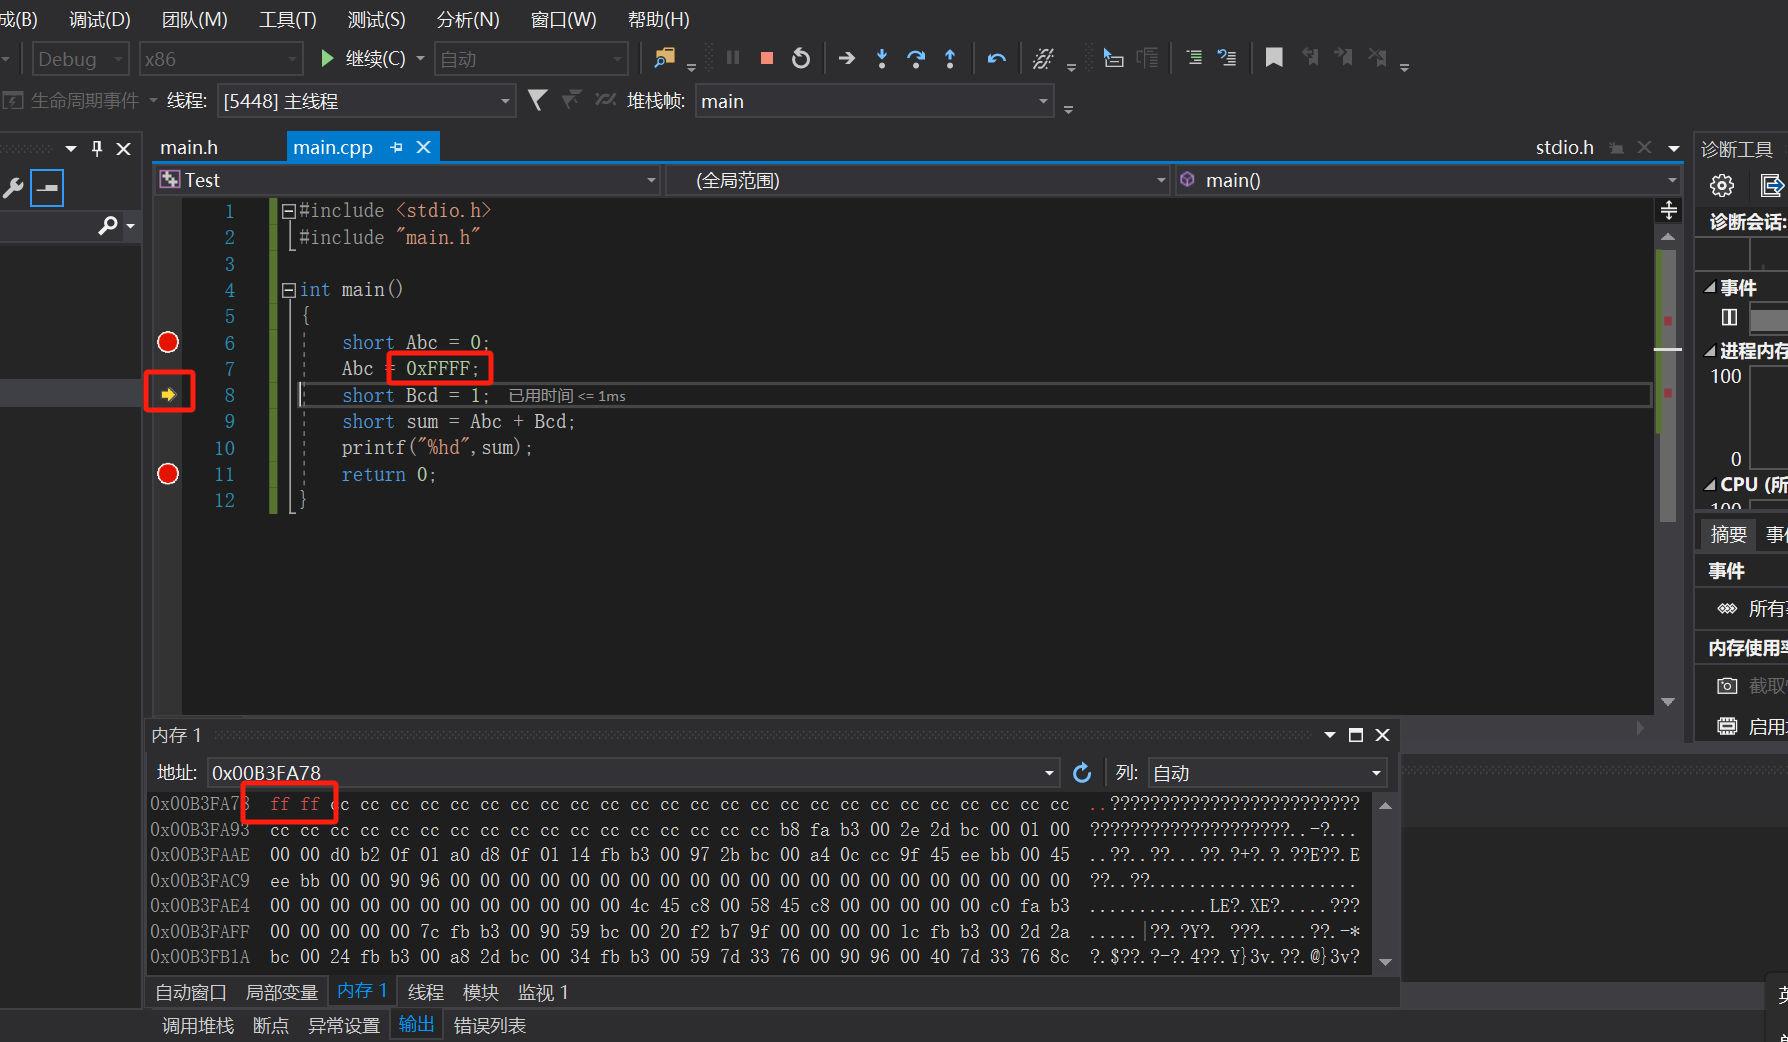 成(B) 调试(D) 团队(M) 工具(T) 测试(S) 分析(N) 窗口(W) 帮助(H)
Debug x86 继续(C) 自动
生命周期事件 线程: [5448] 主线程 堆栈帧: main
main.h main.cpp stdio.h 诊断工具
Test (全局范围) main()
诊断会话:
1 #include <stdio.h>
2 #include "main.h"
3
4 int main()
5 {
6 short Abc = 0;
7 Abc = 0xFFFF;
8 short Bcd = 1; 已用时间 <= 1ms
9 short sum = Abc + Bcd;
10 printf("%hd",sum);
11 return 0;
12 }
事件
进程内存
100
0
CPU (所
100
摘要 事件
事件
所有
内存使用率
截取
启用
内存 1
地址: 0x00B3FA78 列: 自动
0x00B3FA78 ff ff cc cc cc cc cc cc cc cc cc cc cc cc cc cc cc cc cc cc cc cc cc cc cc cc cc ..?????????????????????????
0x00B3FA93 cc cc cc cc cc cc cc cc cc cc cc cc cc cc cc cc cc b8 fa b3 00 2e 2d bc 00 01 00 ????????????????????..-?...
0x00B3FAAE 00 00 d0 b2 0f 01 a0 d8 0f 01 14 fb b3 00 97 2b bc 00 a4 0c cc 9f 45 ee bb 00 45 ..??..??...??.?+?.?.??E??.E
0x00B3FAC9 ee bb 00 00 90 96 00 00 00 00 00 00 00 00 00 00 00 00 00 00 00 00 00 00 00 00 00 ??..??.....................
0x00B3FAE4 00 00 00 00 00 00 00 00 00 00 00 00 4c 45 c8 00 58 45 c8 00 00 00 00 00 c0 fa b3 ............LE?.XE?.....???
0x00B3FAFF 00 00 00 00 00 7c fb b3 00 90 59 bc 00 20 f2 b7 9f 00 00 00 00 1c fb b3 00 2d 2a .....|??.?Y?. ???.....??.-*
0x00B3FB1A bc 00 24 fb b3 00 a8 2d bc 00 34 fb b3 00 59 7d 33 76 00 90 96 00 40 7d 33 76 8c ?.$??.?-?.4??.Y}3v.??.@}3v?
自动窗口 局部变量 内存 1 线程 模块 监视 1
调用堆栈 断点 异常设置 输出 错误列表